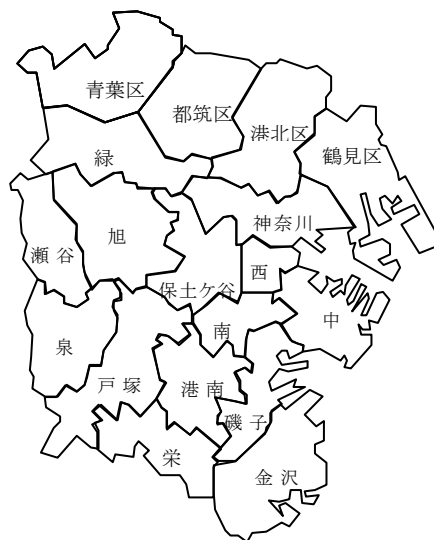 青葉区
都筑区
港北区
鶴見区
緑
神奈川
旭
瀬谷
西
保土ケ谷
中
南
泉
戸塚
港南
磯子
栄
金沢